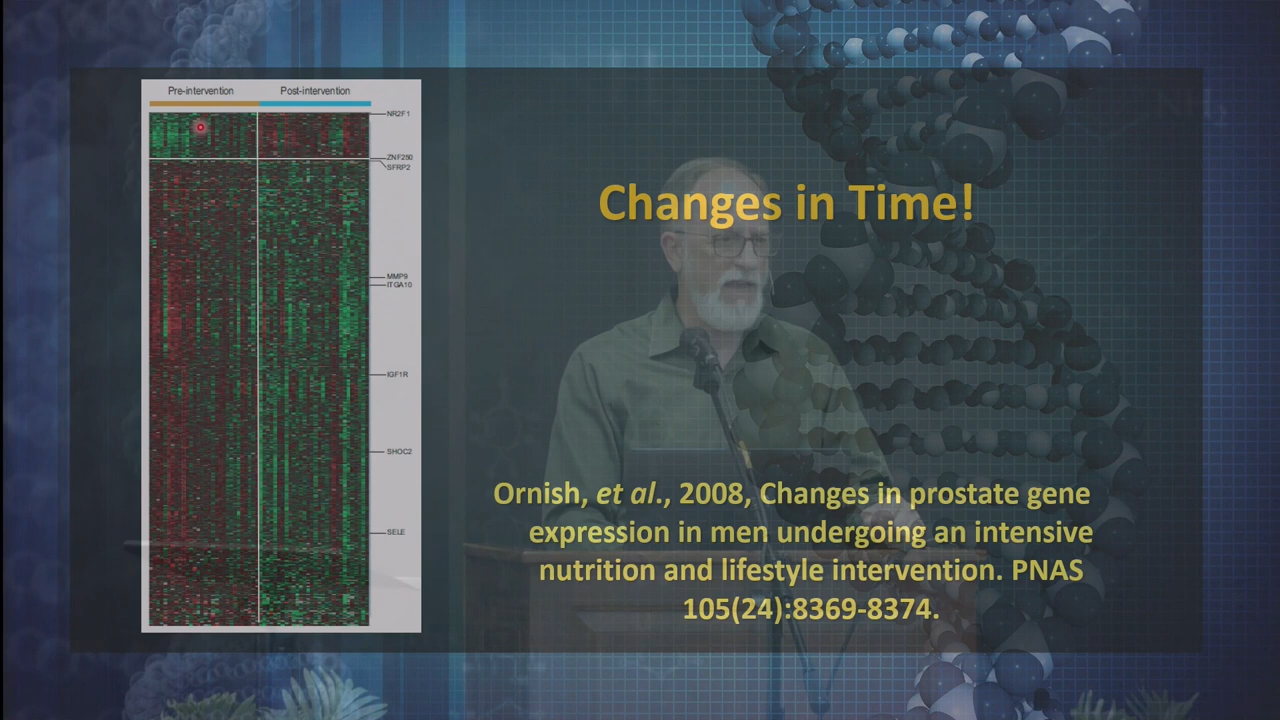 Pre-intervention Post-intervention
NR2F1
ZNF260
SFRP2
MMP9
ITGA10
IGF1R
SHOC2
SELE
Changes in Time!
Ornish, et al., 2008, Changes in prostate gene
expression in men undergoing an intensive
nutrition and lifestyle intervention. PNAS
105(24):8369-8374.